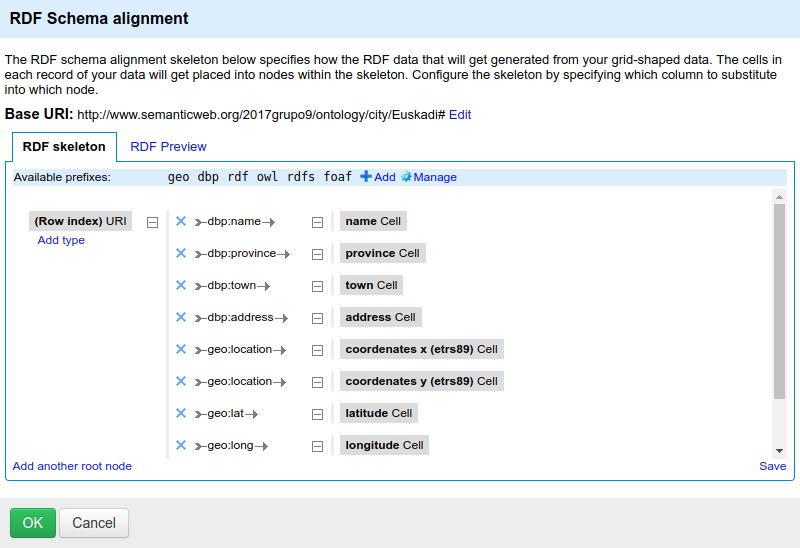 RDF Schema alignment
The RDF schema alignment skeleton below specifies how the RDF data that will get generated from your grid-shaped data. The cells in
each record of your data will get placed into nodes within the skeleton. Configure the skeleton by specifying which column to substitute
into which node.
Base URI: http://www.semanticweb.org/2017grupo9/ontology/city/Euskadi# Edit
RDF skeleton RDF Preview
Available prefixes: geo dbp rdf owl rdfs foaf Add Manage
(Row index) URI dbp:name name Cell
Add type
dbp:province province Cell
dbp:town town Cell
dbp:address address Cell
geo:location coordenates x (etrs89) Cell
geo:location coordenates y (etrs89) Cell
geo:lat latitude Cell
geo:long longitude Cell
Add another root node Save
OK Cancel